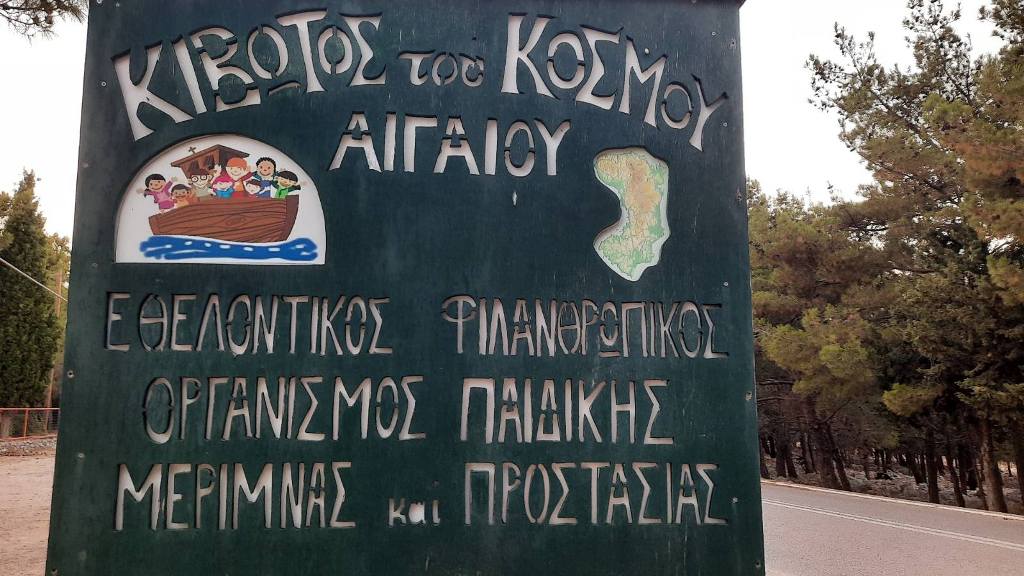 ΚΙΒΩΤΟΣ του ΚΟΣΜΟΥ
ΑΙΓΑΙΟΥ
ΕΘΕΛΟΝΤΙΚΟΣ ΦΙΛΑΝΘΡΩΠΙΚΟΣ
ΟΡΓΑΝΙΣΜΟΣ ΠΑΙΔΙΚΗΣ
ΜΕΡΙΜΝΑΣ και ΠΡΟΣΤΑΣΙΑΣ